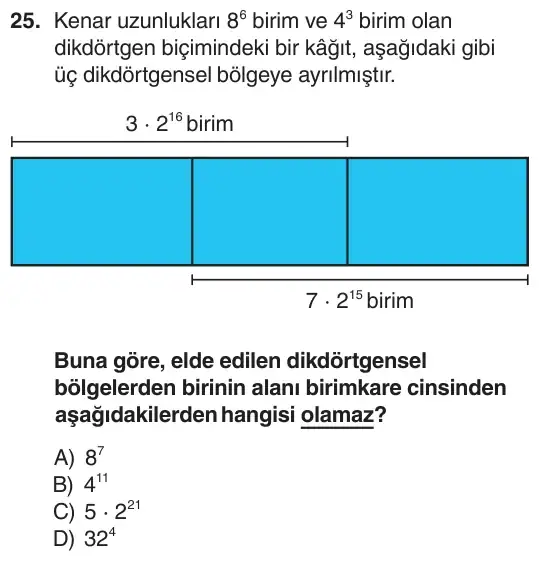 25. Kenar uzunlukları 8⁶ birim ve 4³ birim olan
dikdörtgen biçimindeki bir kâğıt, aşağıdaki gibi
üç dikdörtgensel bölgeye ayrılmıştır.
3 · 2¹⁶ birim
7 · 2¹⁵ birim
Buna göre, elde edilen dikdörtgensel
bölgelerden birinin alanı birimkare cinsinden
aşağıdakilerden hangisi olamaz?
A) 8⁷
B) 4¹¹
C) 5 · 2²¹
D) 32⁴